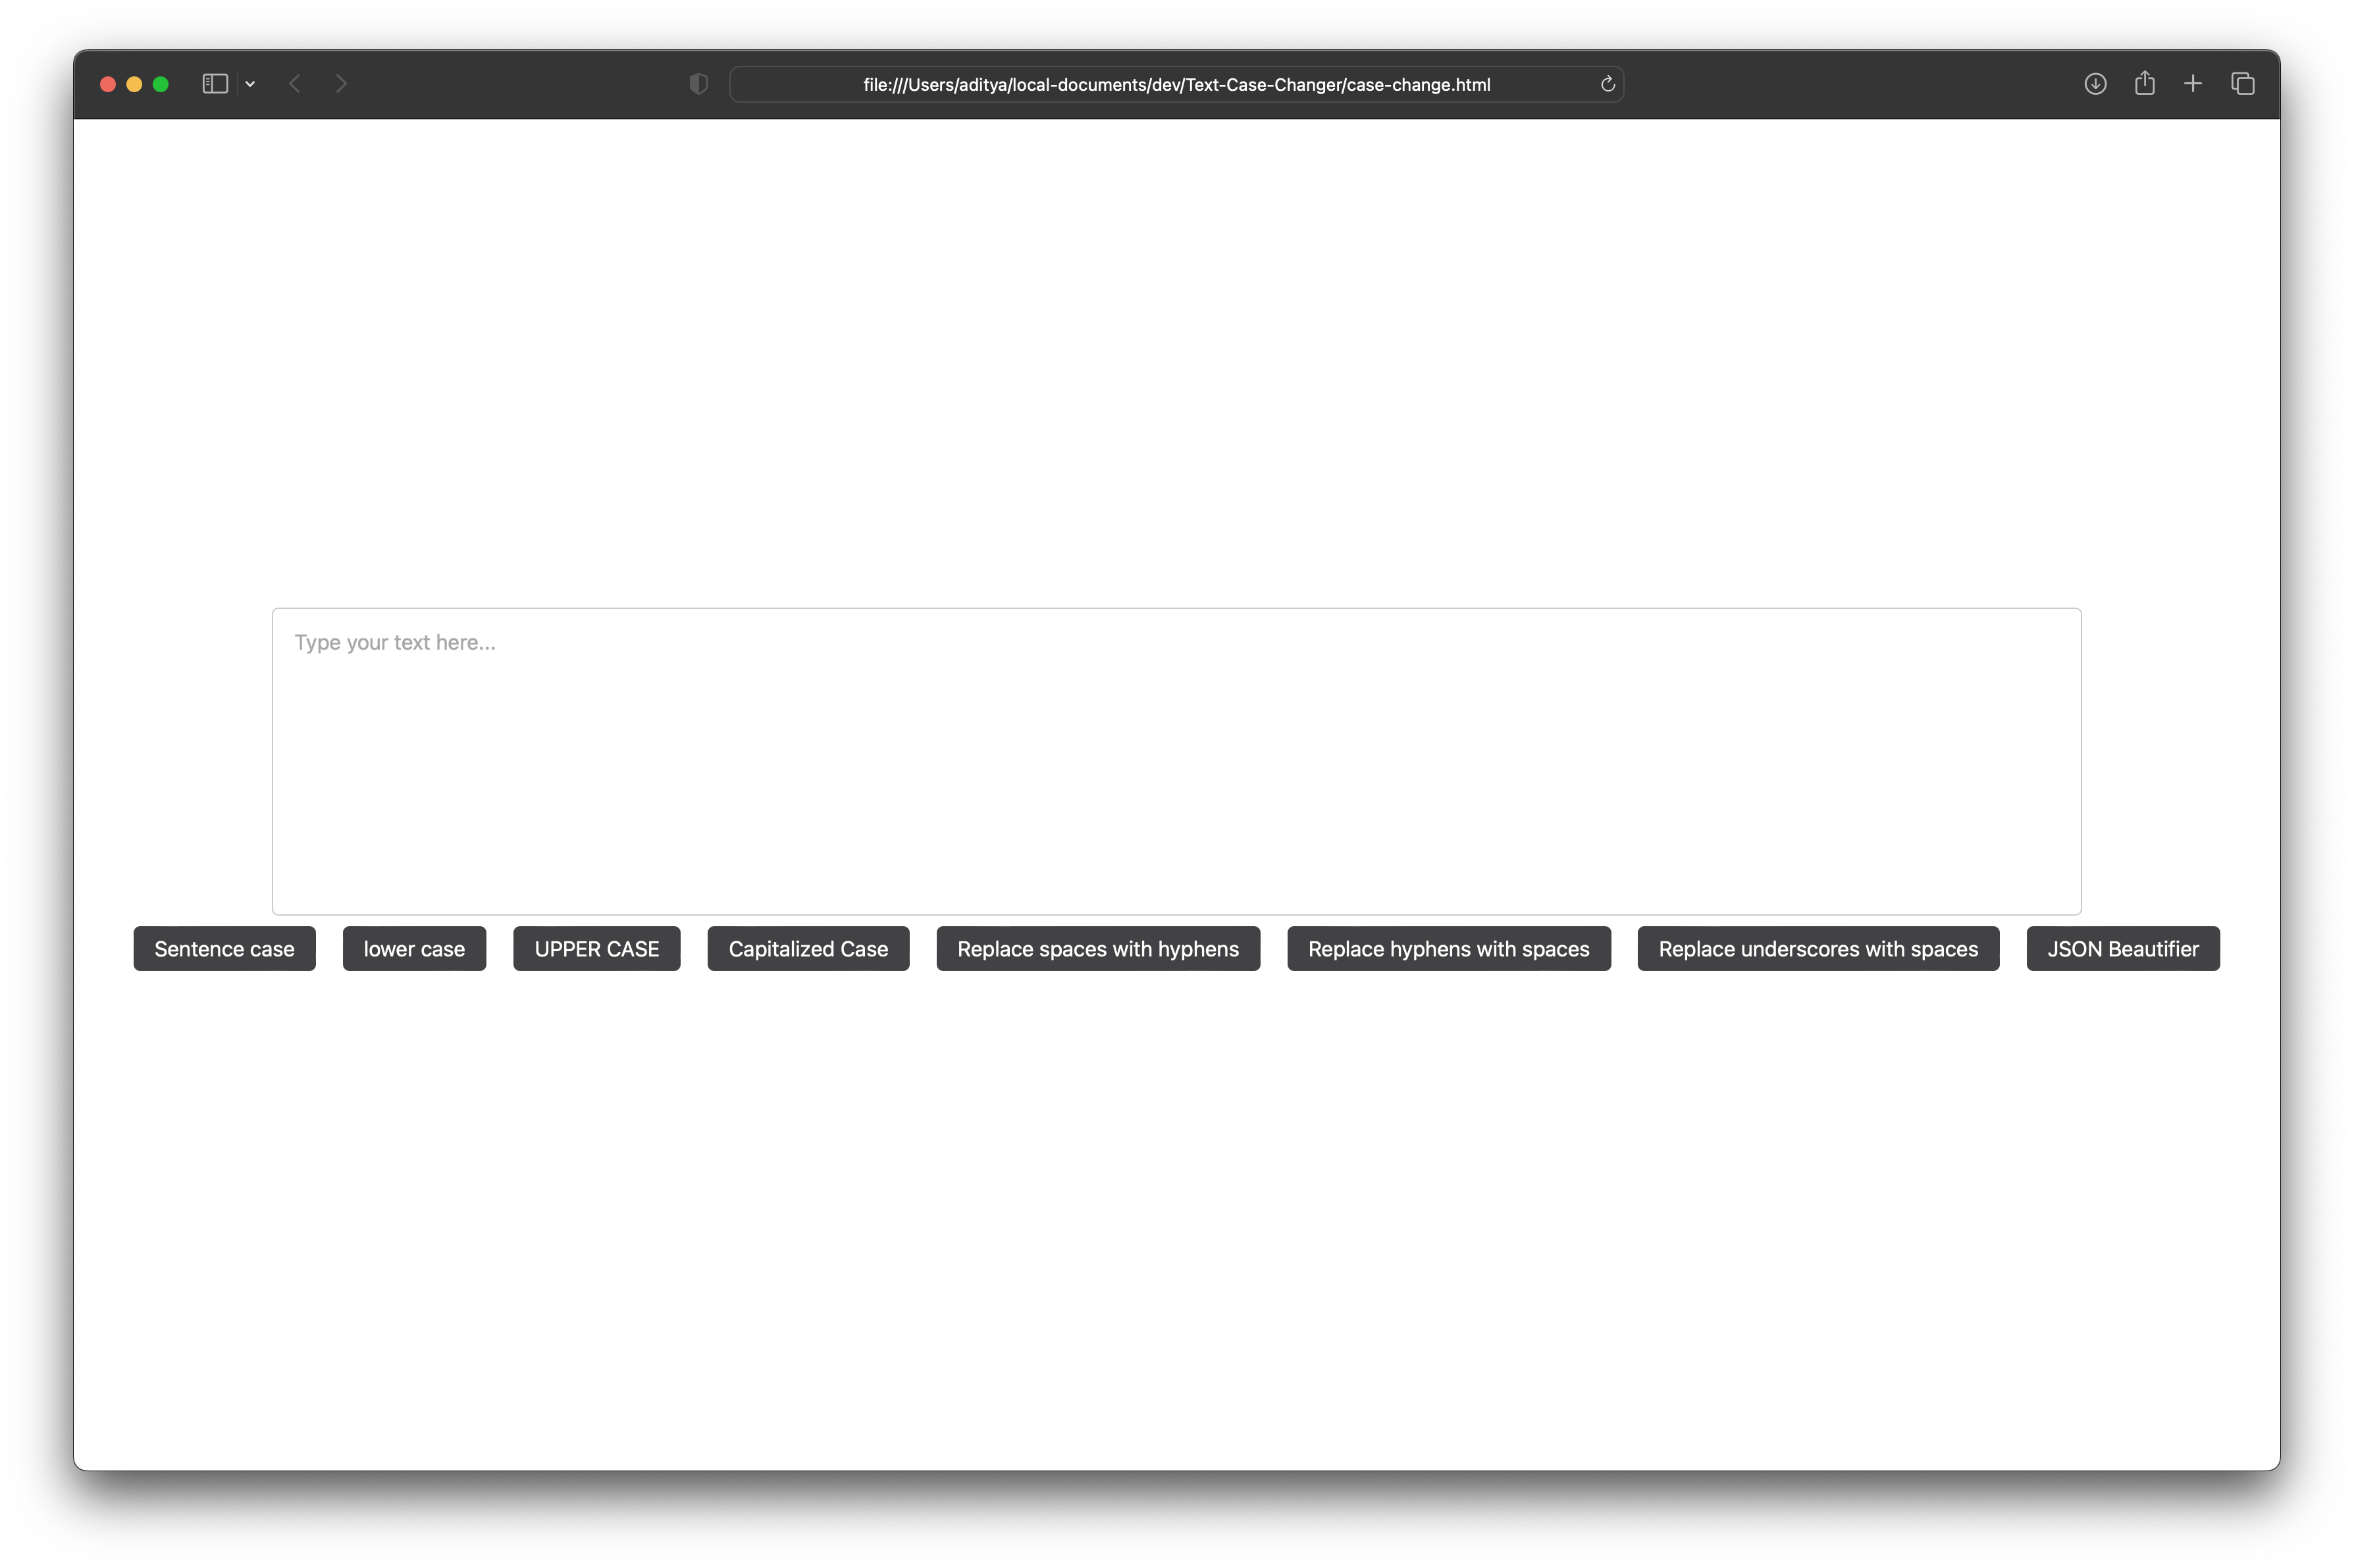 file:///Users/aditya/local-documents/dev/Text-Case-Changer/case-change.html
Type your text here...
Sentence case lower case UPPER CASE Capitalized Case Replace spaces with hyphens Replace hyphens with spaces Replace underscores with spaces JSON Beautifier